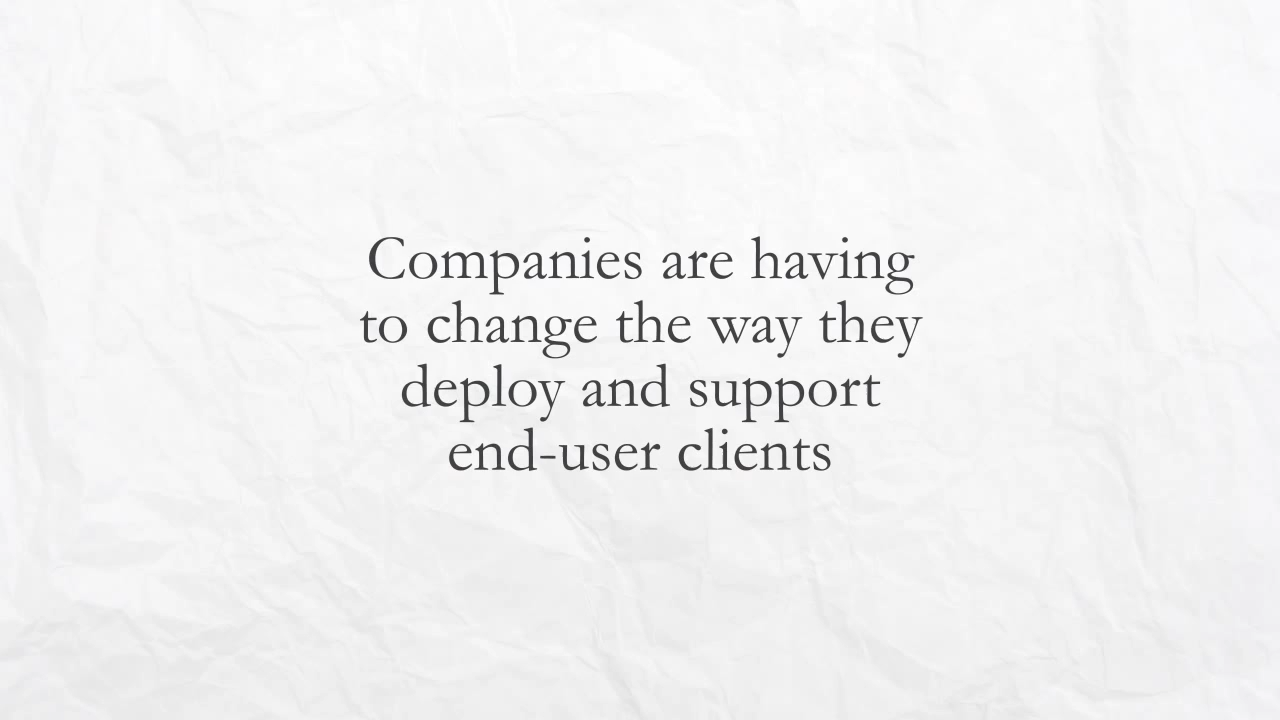 Companies are having
to change the way they
deploy and support
end-user clients